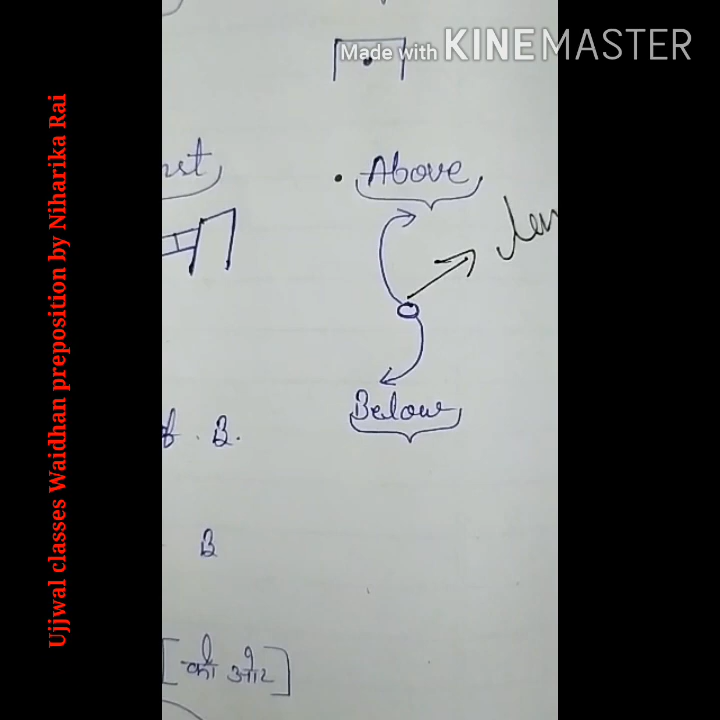 Made with KINEMASTER
Ujjwal classes Waidhan preposition by Niharika Rai
Above
Below
B.
B
[की ओर]